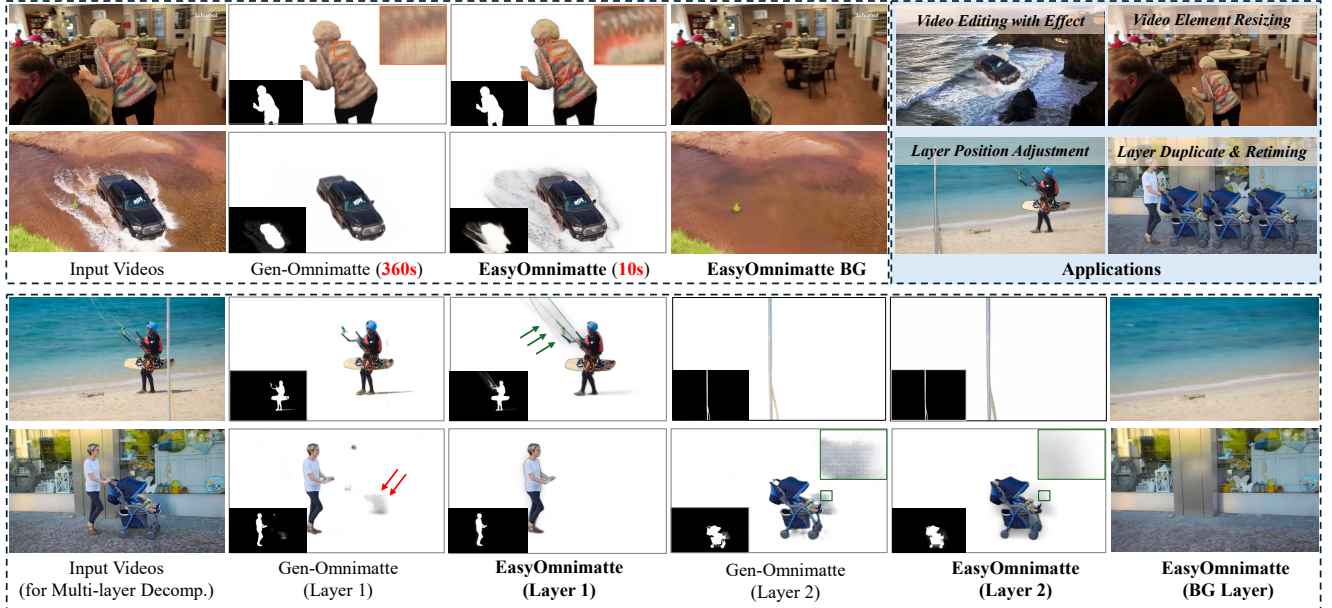 Schiphol
Schiphol
Video Editing with Effect
Video Element Resizing
Layer Position Adjustment
Layer Duplicate & Retiming
Input Videos
Gen-Omnimatte (360s)
EasyOmnimatte (10s)
EasyOmnimatte BG
Applications
Input Videos
(for Multi-layer Decomp.)
Gen-Omnimatte
(Layer 1)
EasyOmnimatte
(Layer 1)
Gen-Omnimatte
(Layer 2)
EasyOmnimatte
(Layer 2)
EasyOmnimatte
(BG Layer)